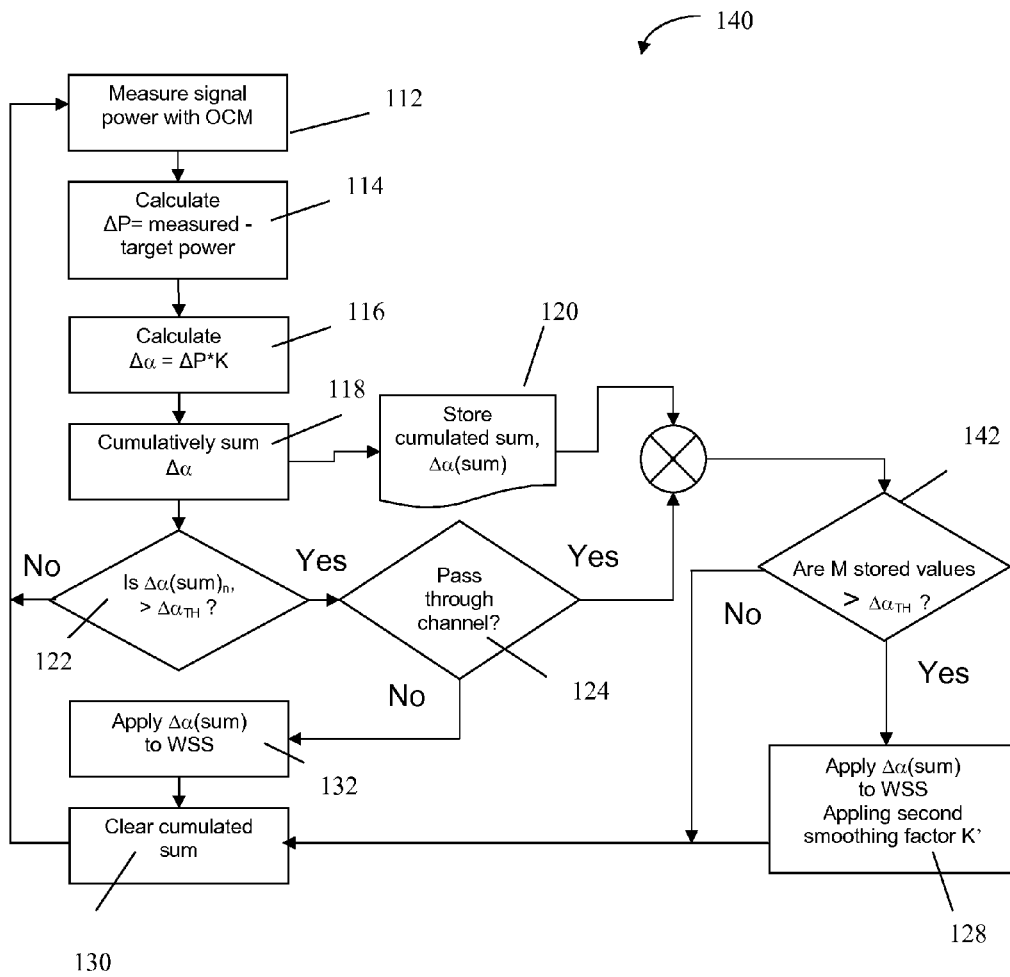 140
Measure signal
power with OCM
112
Calculate
ΔP= measured -
target power
114
Calculate
Δα = ΔP*K
116
Cumulatively sum
Δα
118
Store
cumulated sum,
Δα(sum)
120
142
No
Is Δα(sum)n,
> ΔαTH ?
122
Yes
Pass
through
channel?
124
Yes
No
Are M stored values
> ΔαTH ?
No
Yes
Apply Δα(sum)
to WSS
132
Clear cumulated
sum
130
Apply Δα(sum)
to WSS
Appling second
smoothing factor K’
128